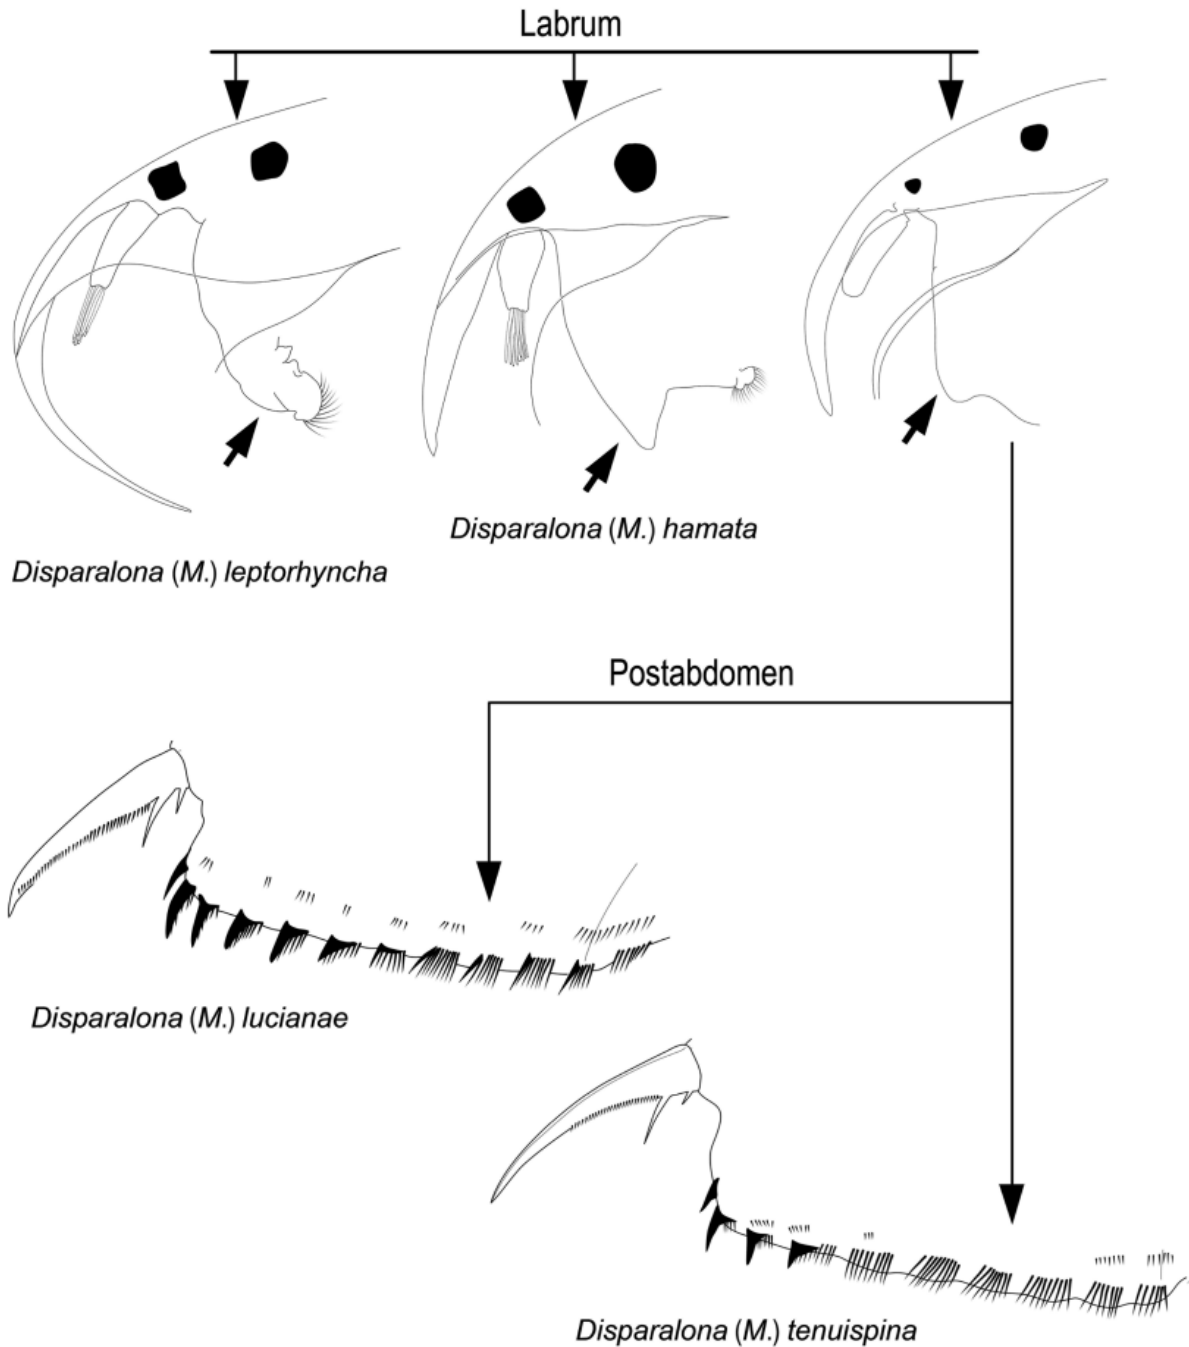 Labrum
Disparalona (M.) hamata
Disparalona (M.) leptorhyncha
Postabdomen
Disparalona (M.) lucianae
Disparalona (M.) tenuispina